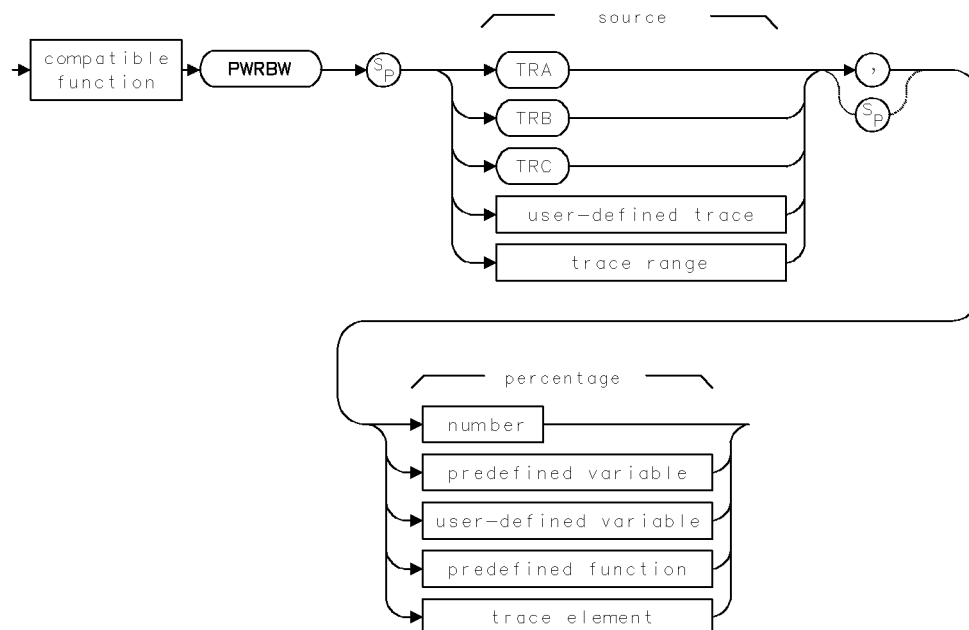 source
compatible
function
PWRBW
SP
TRA
,
TRB
SP
TRC
user-defined trace
trace range
percentage
number
predefined variable
user-defined variable
predefined function
trace element